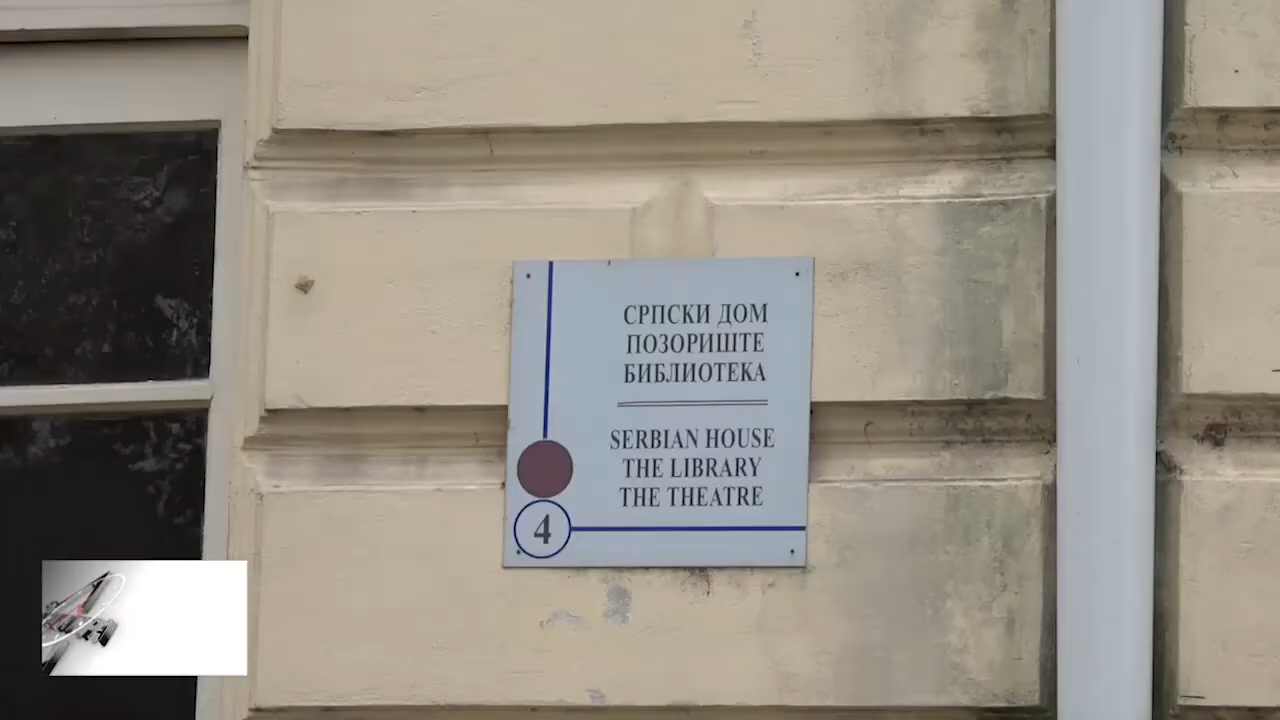 СРПСКИ ДОМ
ПОЗОРИШТЕ
БИБЛИОТЕКА
SERBIAN HOUSE
THE LIBRARY
THE THEATRE
4